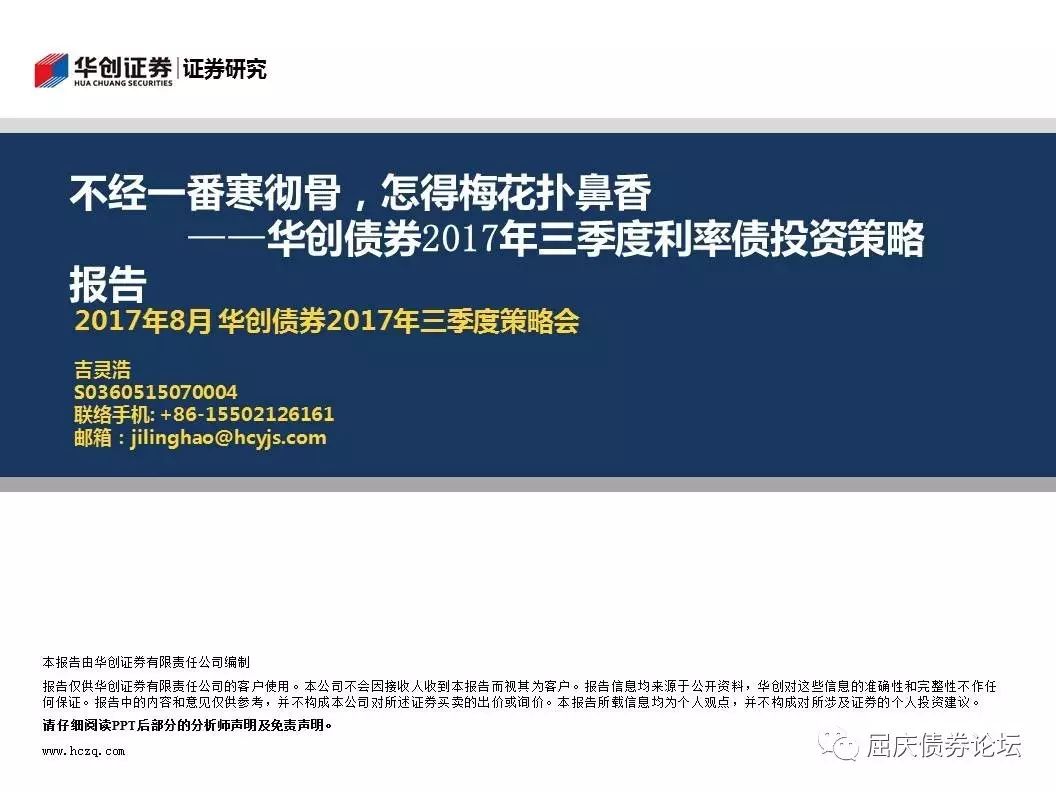 华创证券 证券研究
HUA CHUANG SECURITIES
不经一番寒彻骨，怎得梅花扑鼻香
——华创债券2017年三季度利率债投资策略
报告
2017年8月 华创债券2017年三季度策略会
吉灵浩
S0360515070004
联络手机: +86-15502126161
邮箱：jilinghao@hcyjs.com
本报告由华创证券有限责任公司编制
报告仅供华创证券有限责任公司的客户使用。本公司不会因接收人收到本报告而视其为客户。报告信息均来源于公开资料，华创对这些信息的准确性和完整性不作任
何保证。报告中的内容和意见仅供参考，并不构成本公司对所述证券买卖的出价或询价。本报告所载信息均为个人观点，并不构成对所涉及证券的个人投资建议。
请仔细阅读PPT后部分的分析师声明及免责声明。
www.hczq.com
屈庆债券论坛